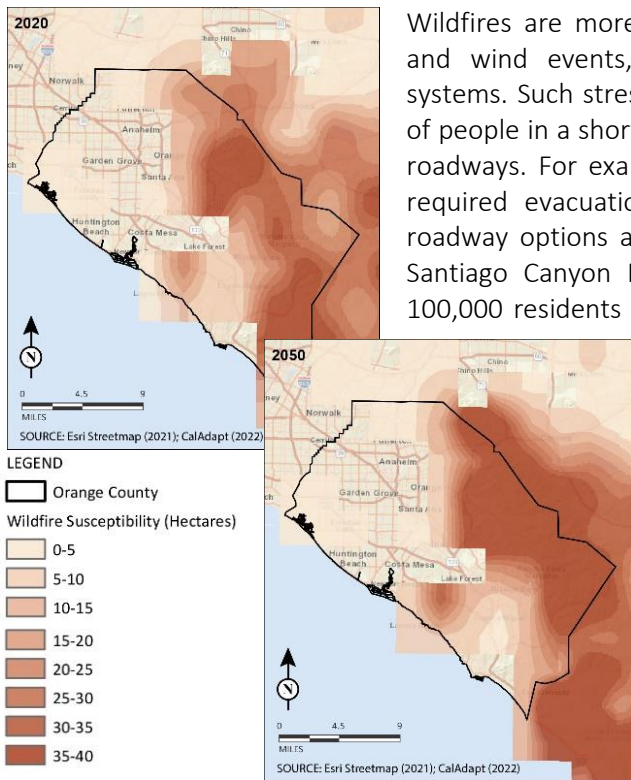 2020
Wildfires are more
and wind events,
systems. Such stres
of people in a shor
roadways. For exa
required evacuatio
roadway options a
Santiago Canyon
100,000 residents
Chino
Chino Hills
71
Norwalk
Anaheim
Garden Grove
Santa
Huntington
Beach
Costa Mesa
Lake Forest
N
0 4.5 9
MILES
SOURCE: Esri Streetmap (2021); CalAdapt (2022)
2050
Chino
Norwalk
Anaheim
Garden Grove
Santa
Huntington
Beach
Costa Mesa
Lake Forest
N
0 4.5 9
MILES
SOURCE: Esri Streetmap (2021); CalAdapt (2022)
LEGEND
Orange County
Wildfire Susceptibility (Hectares)
0-5
5-10
10-15
15-20
20-25
25-30
30-35
35-40